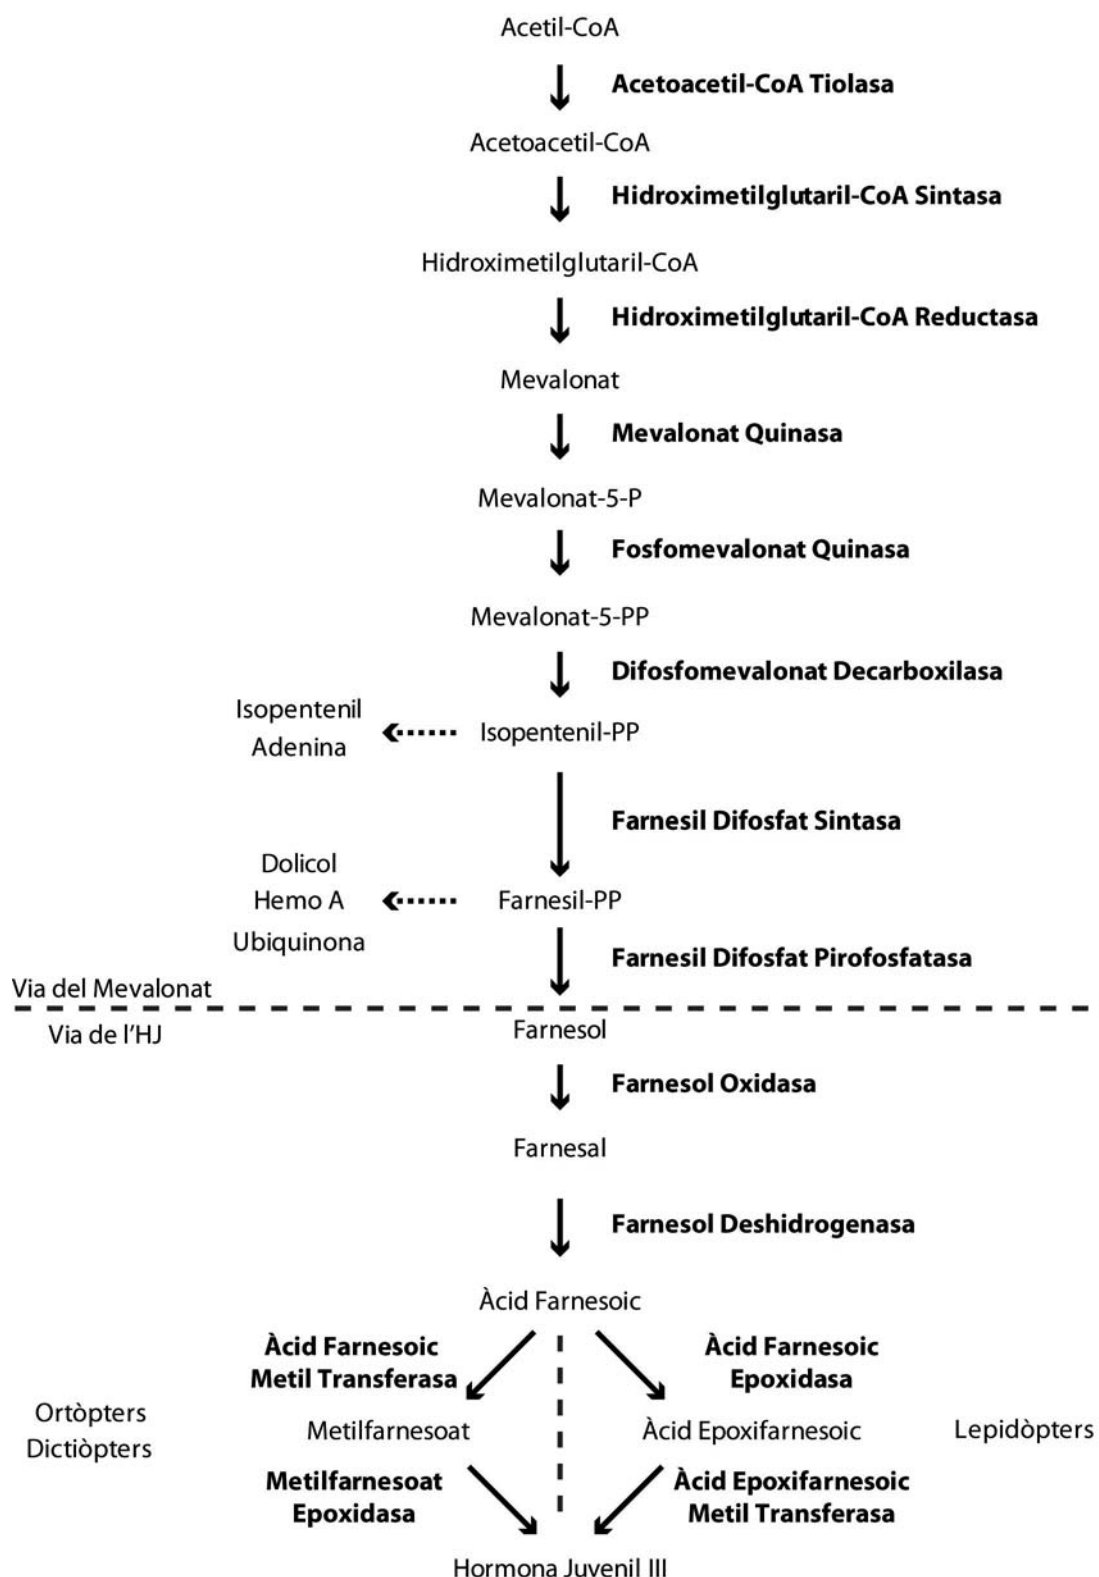 Acetil-CoA
Acetoacetil-CoA Tiolasa
Acetoacetil-CoA
Hidroximetilglutaril-CoA Sintasa
Hidroximetilglutaril-CoA
Hidroximetilglutaril-CoA Reductasa
Mevalonat
Mevalonat Quinasa
Mevalonat-5-P
Fosfomevalonat Quinasa
Mevalonat-5-PP
Difosfomevalonat Decarboxilasa
Isopentenil
Adenina
Isopentenil-PP
Farnesil Difosfat Sintasa
Dolicol
Hemo A
Ubiquinona
Farnesil-PP
Farnesil Difosfat Pirofosfatasa
Via del Mevalonat
Via de l'HJ
Farnesol
Farnesol Oxidasa
Farnesal
Farnesol Deshidrogenasa
Àcid Farnesoic
Àcid Farnesoic
Metil Transferasa
Àcid Farnesoic
Epoxidasa
Ortòpters
Dictiòpters
Metilfarnesoat
Àcid Epoxifarnesoic
Lepidòpters
Metilfarnesoat
Epoxidasa
Àcid Epoxifarnesoic
Metil Transferasa
Hormona Juvenil III